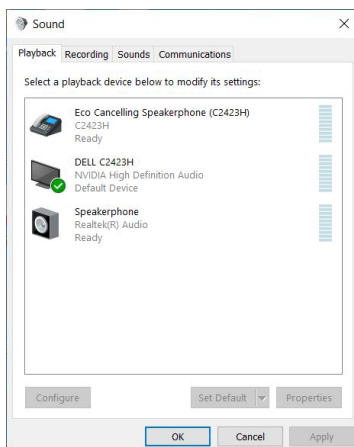 Sound
Playback Recording Sounds Communications
Select a playback device below to modify its settings:
Eco Cancelling Speakerphone (C2423H)
C2423H
Ready
DELL C2423H
NVIDIA High Definition Audio
Default Device
Speakerphone
Realtek(R) Audio
Ready
Configure Set Default Properties
OK Cancel Apply